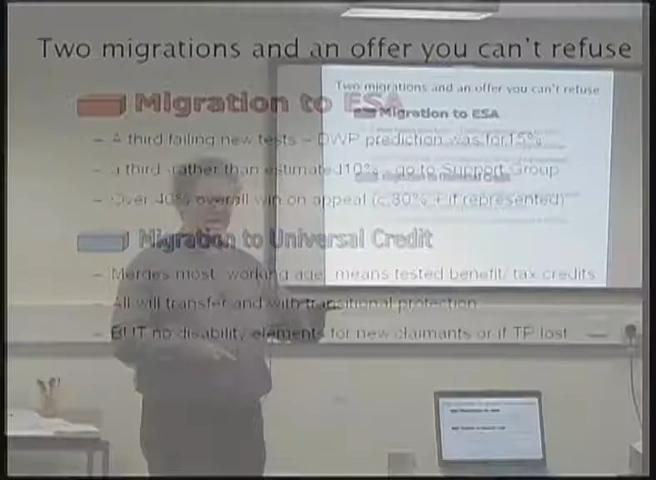 Two migrations and an offer you can't refuse
Migration to ESA
– A third failing new tests – DWP prediction was for 15%
– a third rather than estimated 10% go to Support Group
– Over 40% overall win on appeal (c.80% + if represented)
Migration to Universal Credit
– Merges most working age means tested benefit/ tax credits
– All will transfer and with transitional protection
– BUT no disability elements for new claimants or if TP lost
Two migrations and an offer you can't refuse
Migration to ESA